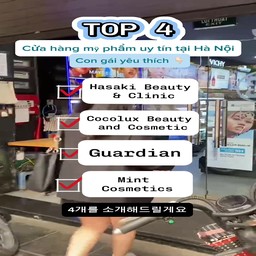 TOP 4
Cửa hàng mỹ phẩm uy tín tại Hà Nội
Con gái yêu thích
Hasaki Beauty
& Clinic
Cocolux Beauty
and Cosmetic
Guardian
Mint
Cosmetics
4개를 소개해드릴게요
VICHY